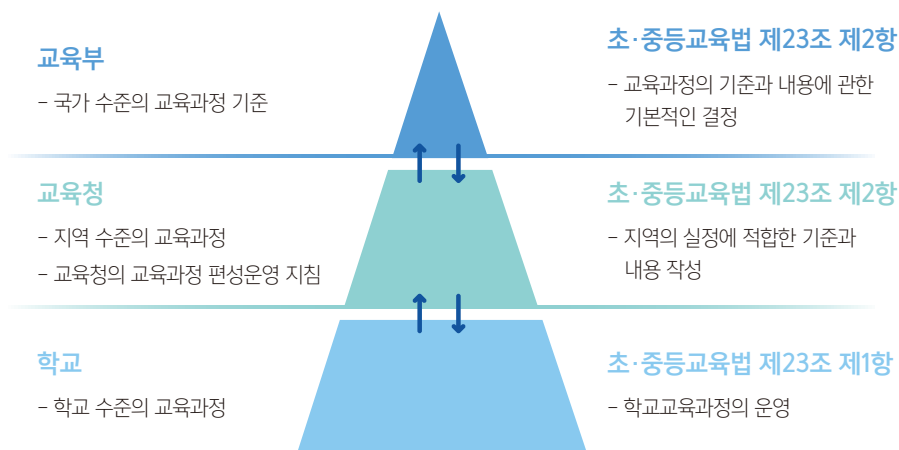 교육부
- 국가 수준의 교육과정 기준
초·중등교육법 제23조 제2항
- 교육과정의 기준과 내용에 관한
기본적인 결정
교육청
- 지역 수준의 교육과정
- 교육청의 교육과정 편성운영 지침
초·중등교육법 제23조 제2항
- 지역의 실정에 적합한 기준과
내용 작성
학교
- 학교 수준의 교육과정
초·중등교육법 제23조 제1항
- 학교교육과정의 운영